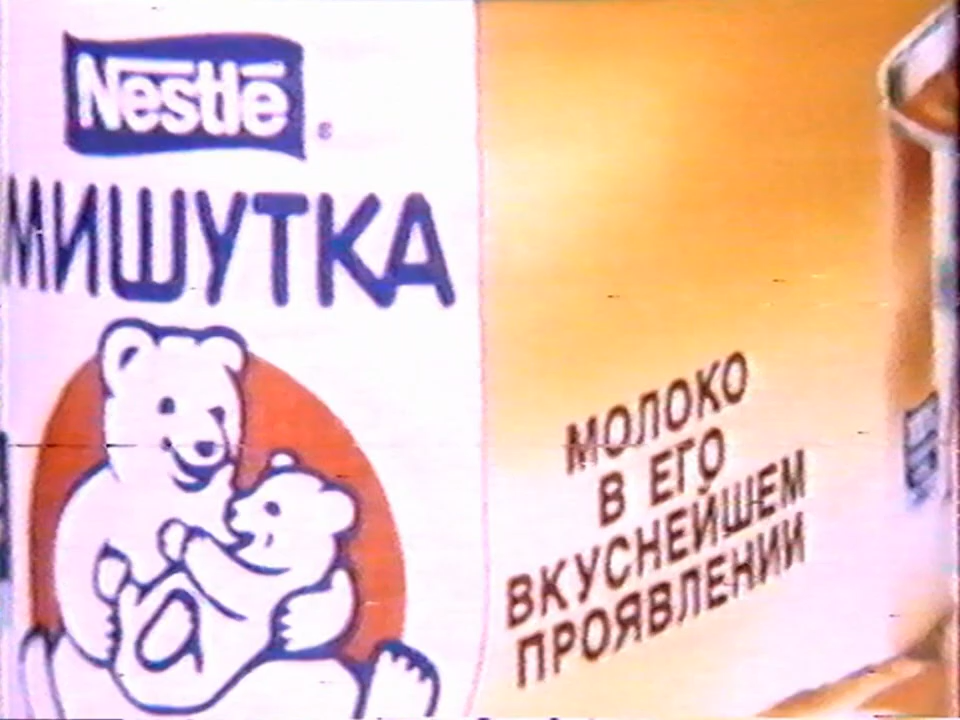 Nestlé
МИШУТКА
МОЛОКО
В ЕГО
ВКУСНЕЙШЕМ
ПРОЯВЛЕНИИ